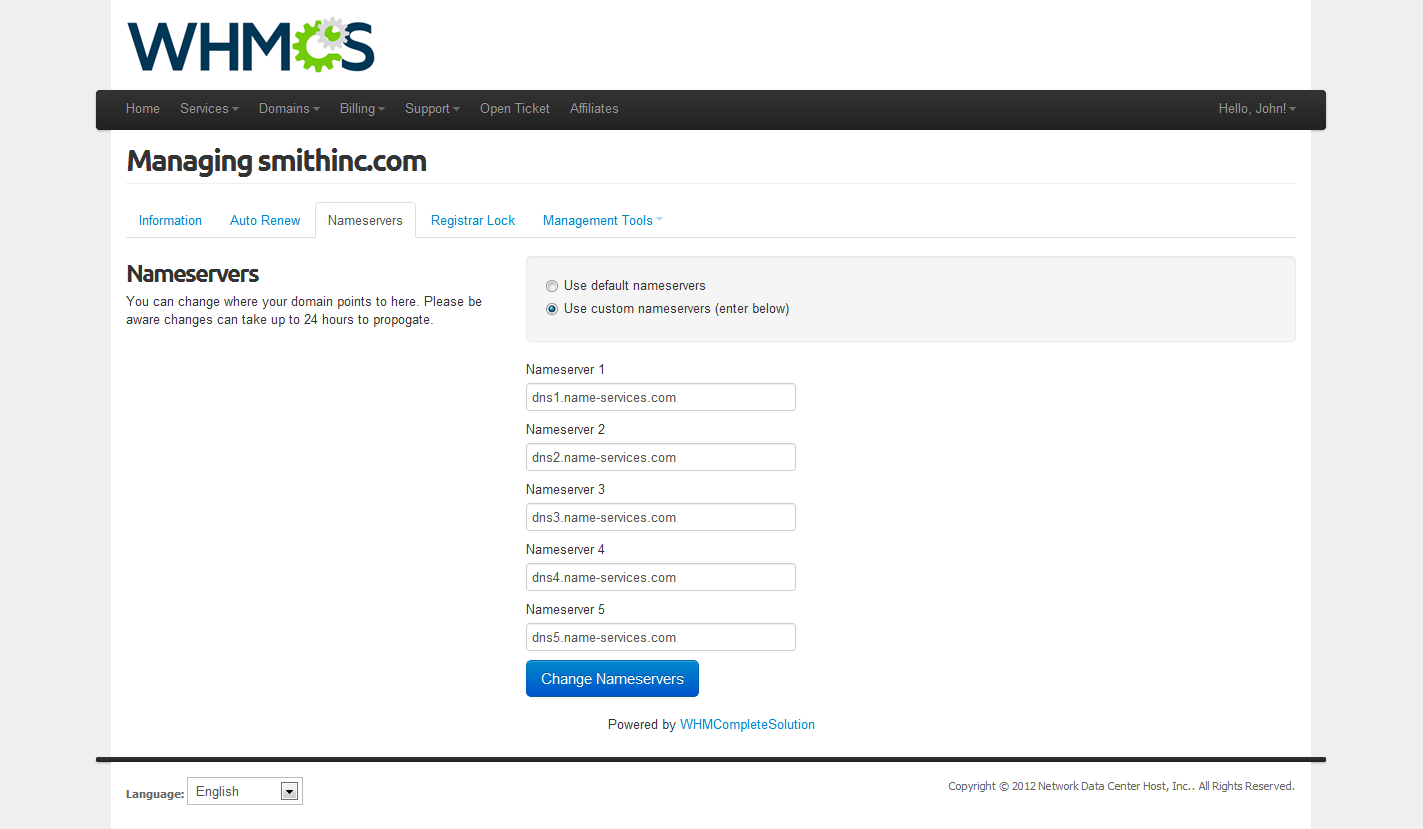 WHMCS
Home Services Domains Billing Support Open Ticket Affiliates Hello, John!
Managing smithinc.com
Information Auto Renew Nameservers Registrar Lock Management Tools
Nameservers
You can change where your domain points to here. Please be
aware changes can take up to 24 hours to propogate.
Use default nameservers
Use custom nameservers (enter below)
Nameserver 1
dns1.name-services.com
Nameserver 2
dns2.name-services.com
Nameserver 3
dns3.name-services.com
Nameserver 4
dns4.name-services.com
Nameserver 5
dns5.name-services.com
Change Nameservers
Powered by WHMCompleteSolution
Language: English
Copyright © 2012 Network Data Center Host, Inc.. All Rights Reserved.